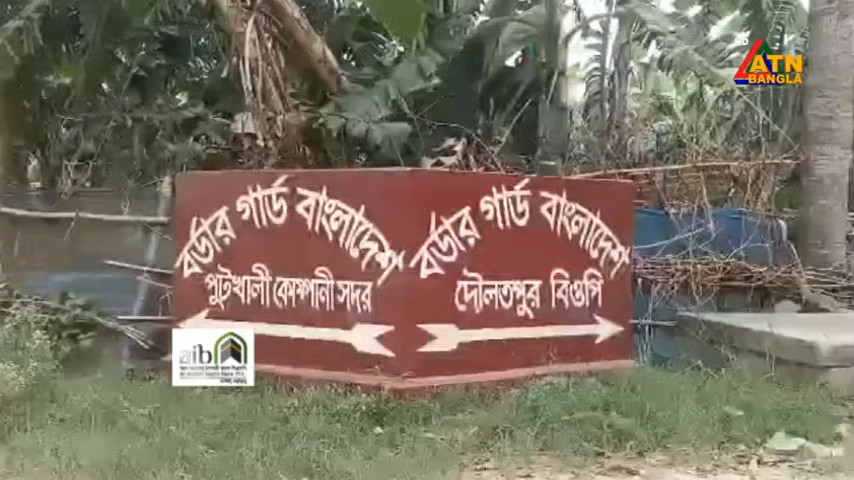 ATN
BANGLA
বর্ডার গার্ড বাংলাদেশ
পুটখালী কোম্পানী সদর
বর্ডার গার্ড বাংলাদেশ
দৌলতপুর বিওপি
aib